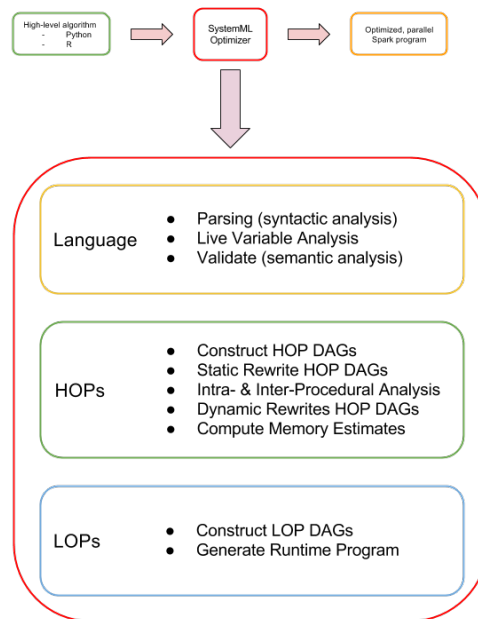 High-level algorithm
- Python
- R
SystemML
Optimizer
Optimized, parallel
Spark program
Language
● Parsing (syntactic analysis)
● Live Variable Analysis
● Validate (semantic analysis)
HOPs
● Construct HOP DAGs
● Static Rewrite HOP DAGs
● Intra- & Inter-Procedural Analysis
● Dynamic Rewrites HOP DAGs
● Compute Memory Estimates
LOPs
● Construct LOP DAGs
● Generate Runtime Program